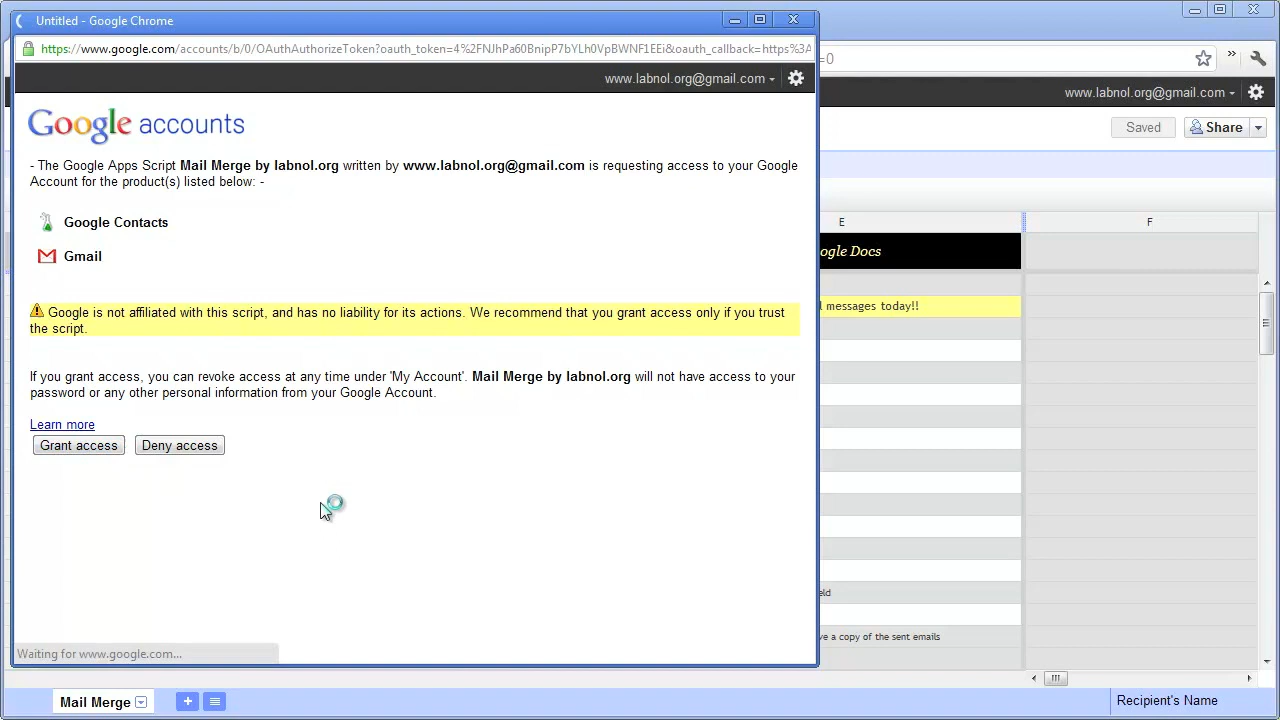 Untitled - Google Chrome
https://www.google.com/accounts/b/0/OAuthAuthorizeToken?oauth_token=4%2FNJhPa60BnipP7bYLh0VpBWNF1EEi&oauth_callback=https%3A
=0
www.labnol.org@gmail.com
www.labnol.org@gmail.com
Google accounts
Saved
Share
- The Google Apps Script Mail Merge by labnol.org written by www.labnol.org@gmail.com is requesting access to your Google
Account for the product(s) listed below: -
Google Contacts
E
F
ogle Docs
Gmail
l messages today!!
Google is not affiliated with this script, and has no liability for its actions. We recommend that you grant access only if you trust
the script.
If you grant access, you can revoke access at any time under 'My Account'. Mail Merge by labnol.org will not have access to your
password or any other personal information from your Google Account.
Learn more
Grant access
Deny access
eld
ve a copy of the sent emails
Waiting for www.google.com...
Mail Merge
Recipient's Name